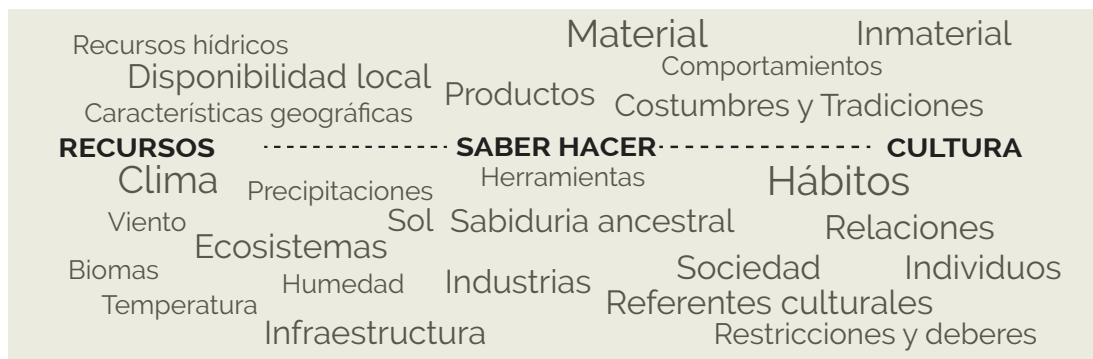 Material
Inmaterial
Recursos hídricos
Comportamientos
Disponibilidad local
Productos
Costumbres y Tradiciones
Características geográficas
RECURSOS SABER HACER CULTURA
Clima
Precipitaciones
Herramientas
Hábitos
Viento
Sol
Sabiduria ancestral
Relaciones
Ecosistemas
Biomas
Humedad
Industrias
Sociedad
Individuos
Temperatura
Referentes culturales
Infraestructura
Restricciones y deberes